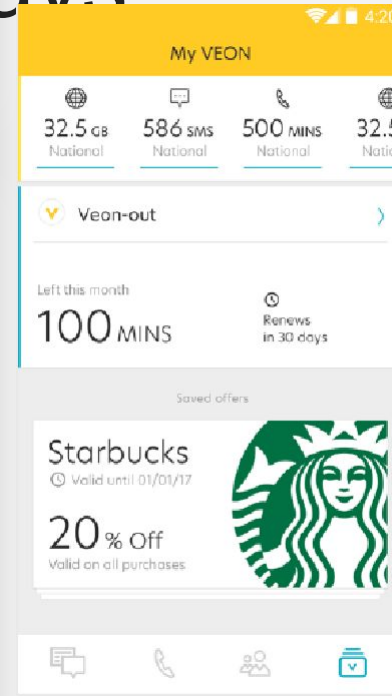 4:20
My VEON
32.5 GB
National
586 SMS
National
500 MINS
National
32.5
Veon-out
Left this month
100 MINS
Renews
in 30 days
Saved offers
Starbucks
Valid until 01/01/17
20 % Off
Valid on all purchases